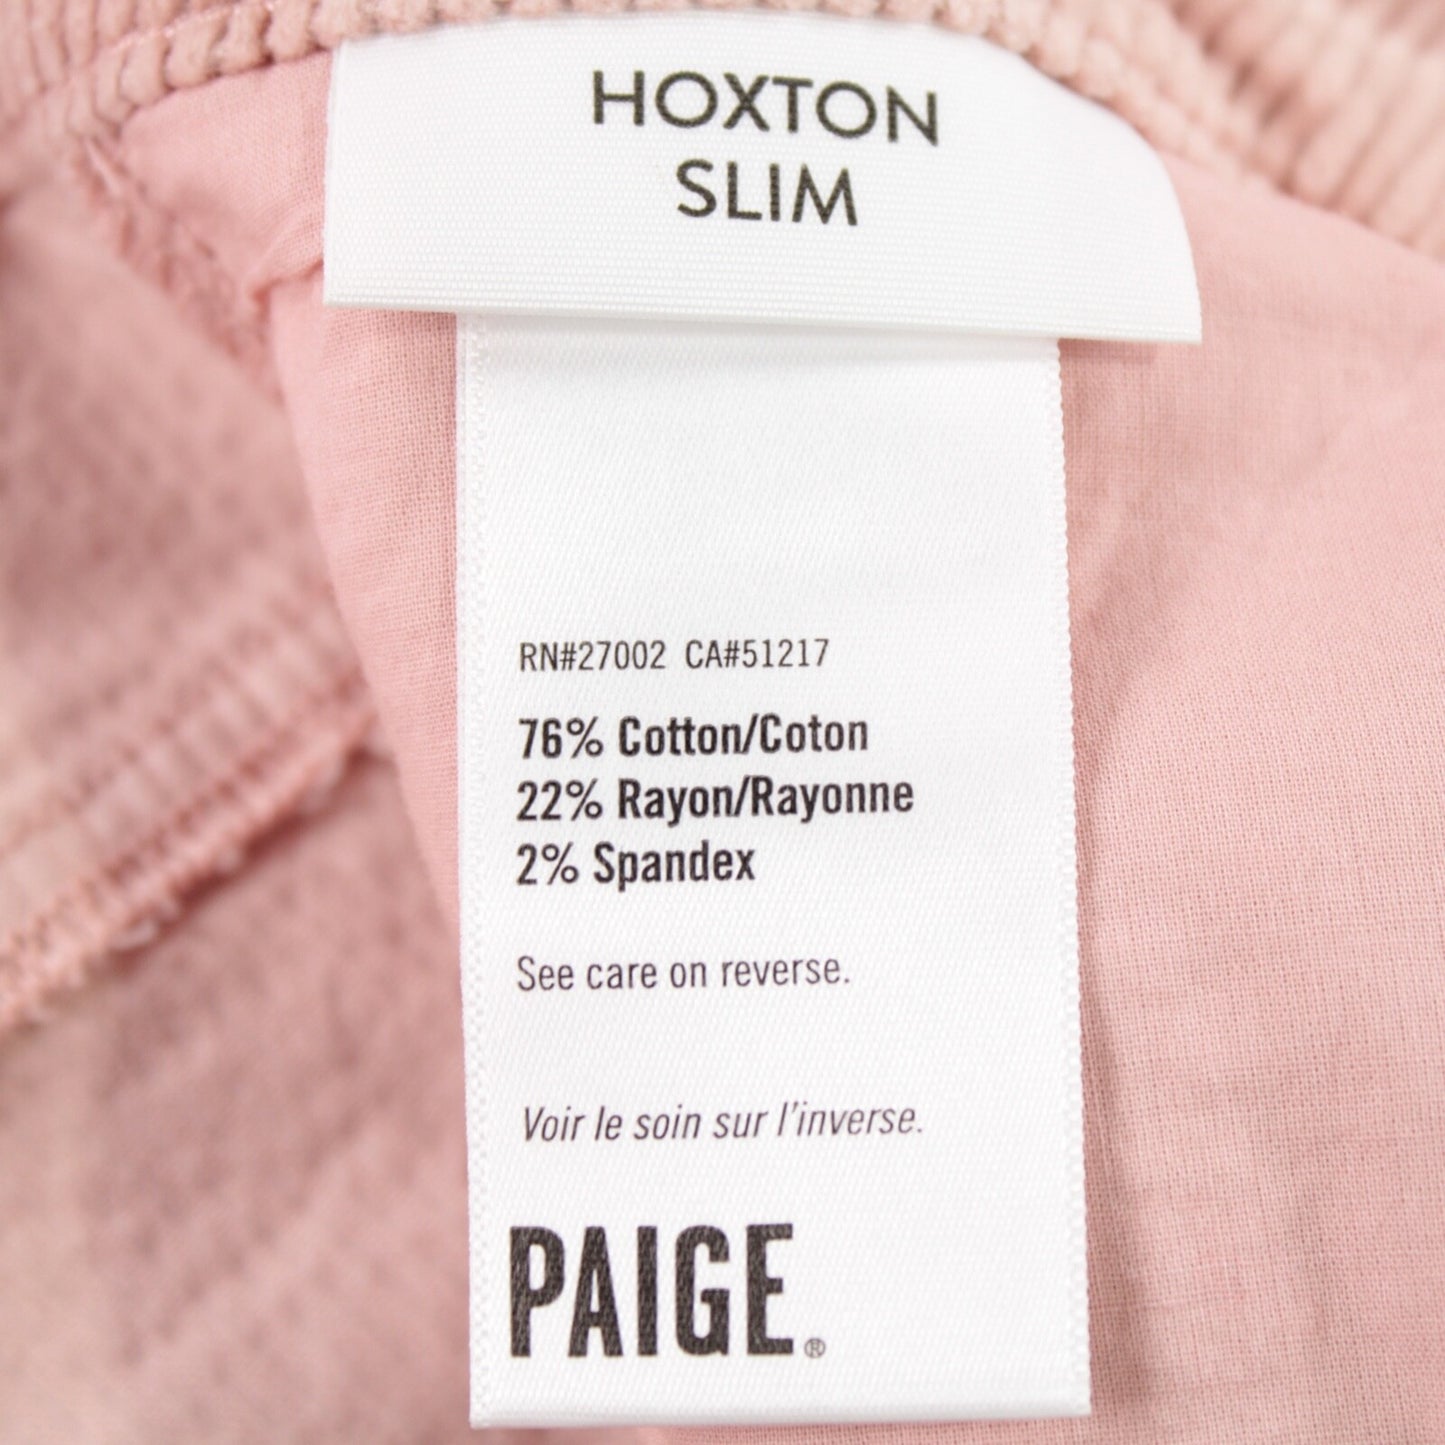 HOXTON
SLIM
RN#27002 CA#51217
76% Cotton/Coton
22% Rayon/Rayonne
2% Spandex
See care on reverse.
Voir le soin sur l'inverse.
PAIGE®